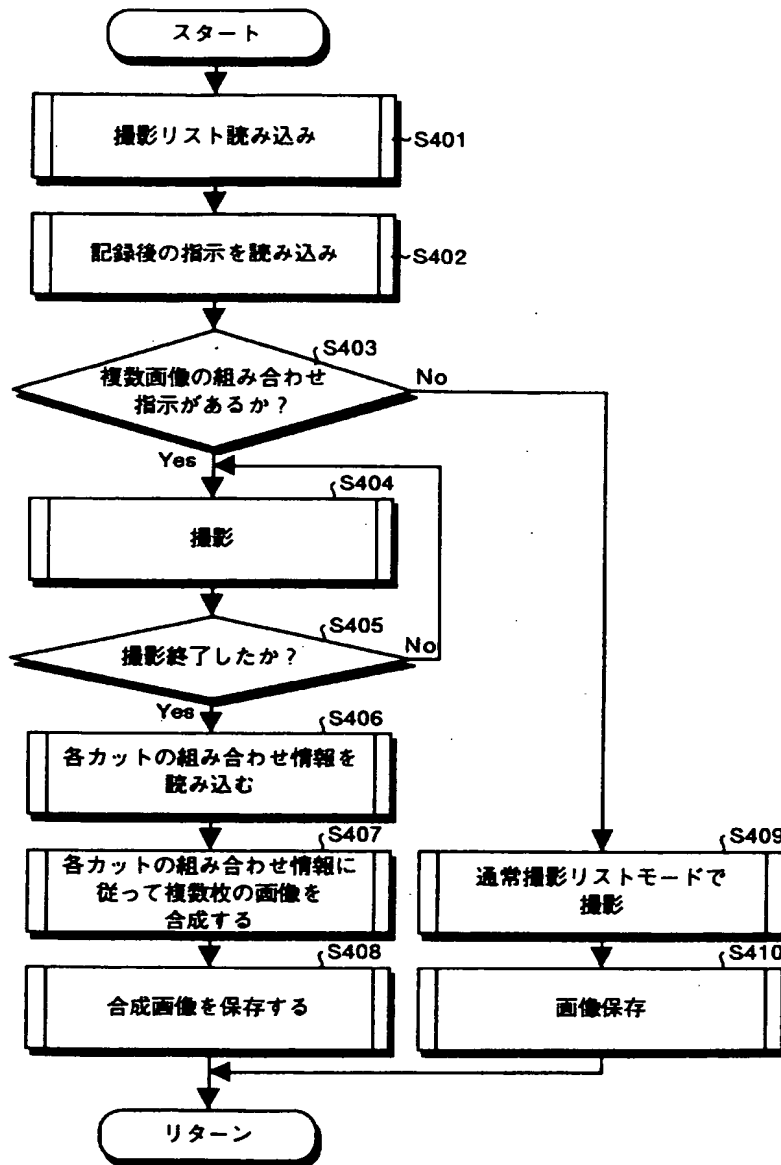 スタート
撮影リスト読み込み
S401
記録後の指示を読み込み
S402
S403
複数画像の組み合わせ
指示があるか？
No
Yes
S404
撮影
S405
撮影終了したか？
No
Yes
S406
各カットの組み合わせ情報を
読み込む
S407
各カットの組み合わせ情報に
従って複数枚の画像を
合成する
S408
合成画像を保存する
S409
通常撮影リストモードで
撮影
S410
画像保存
リターン